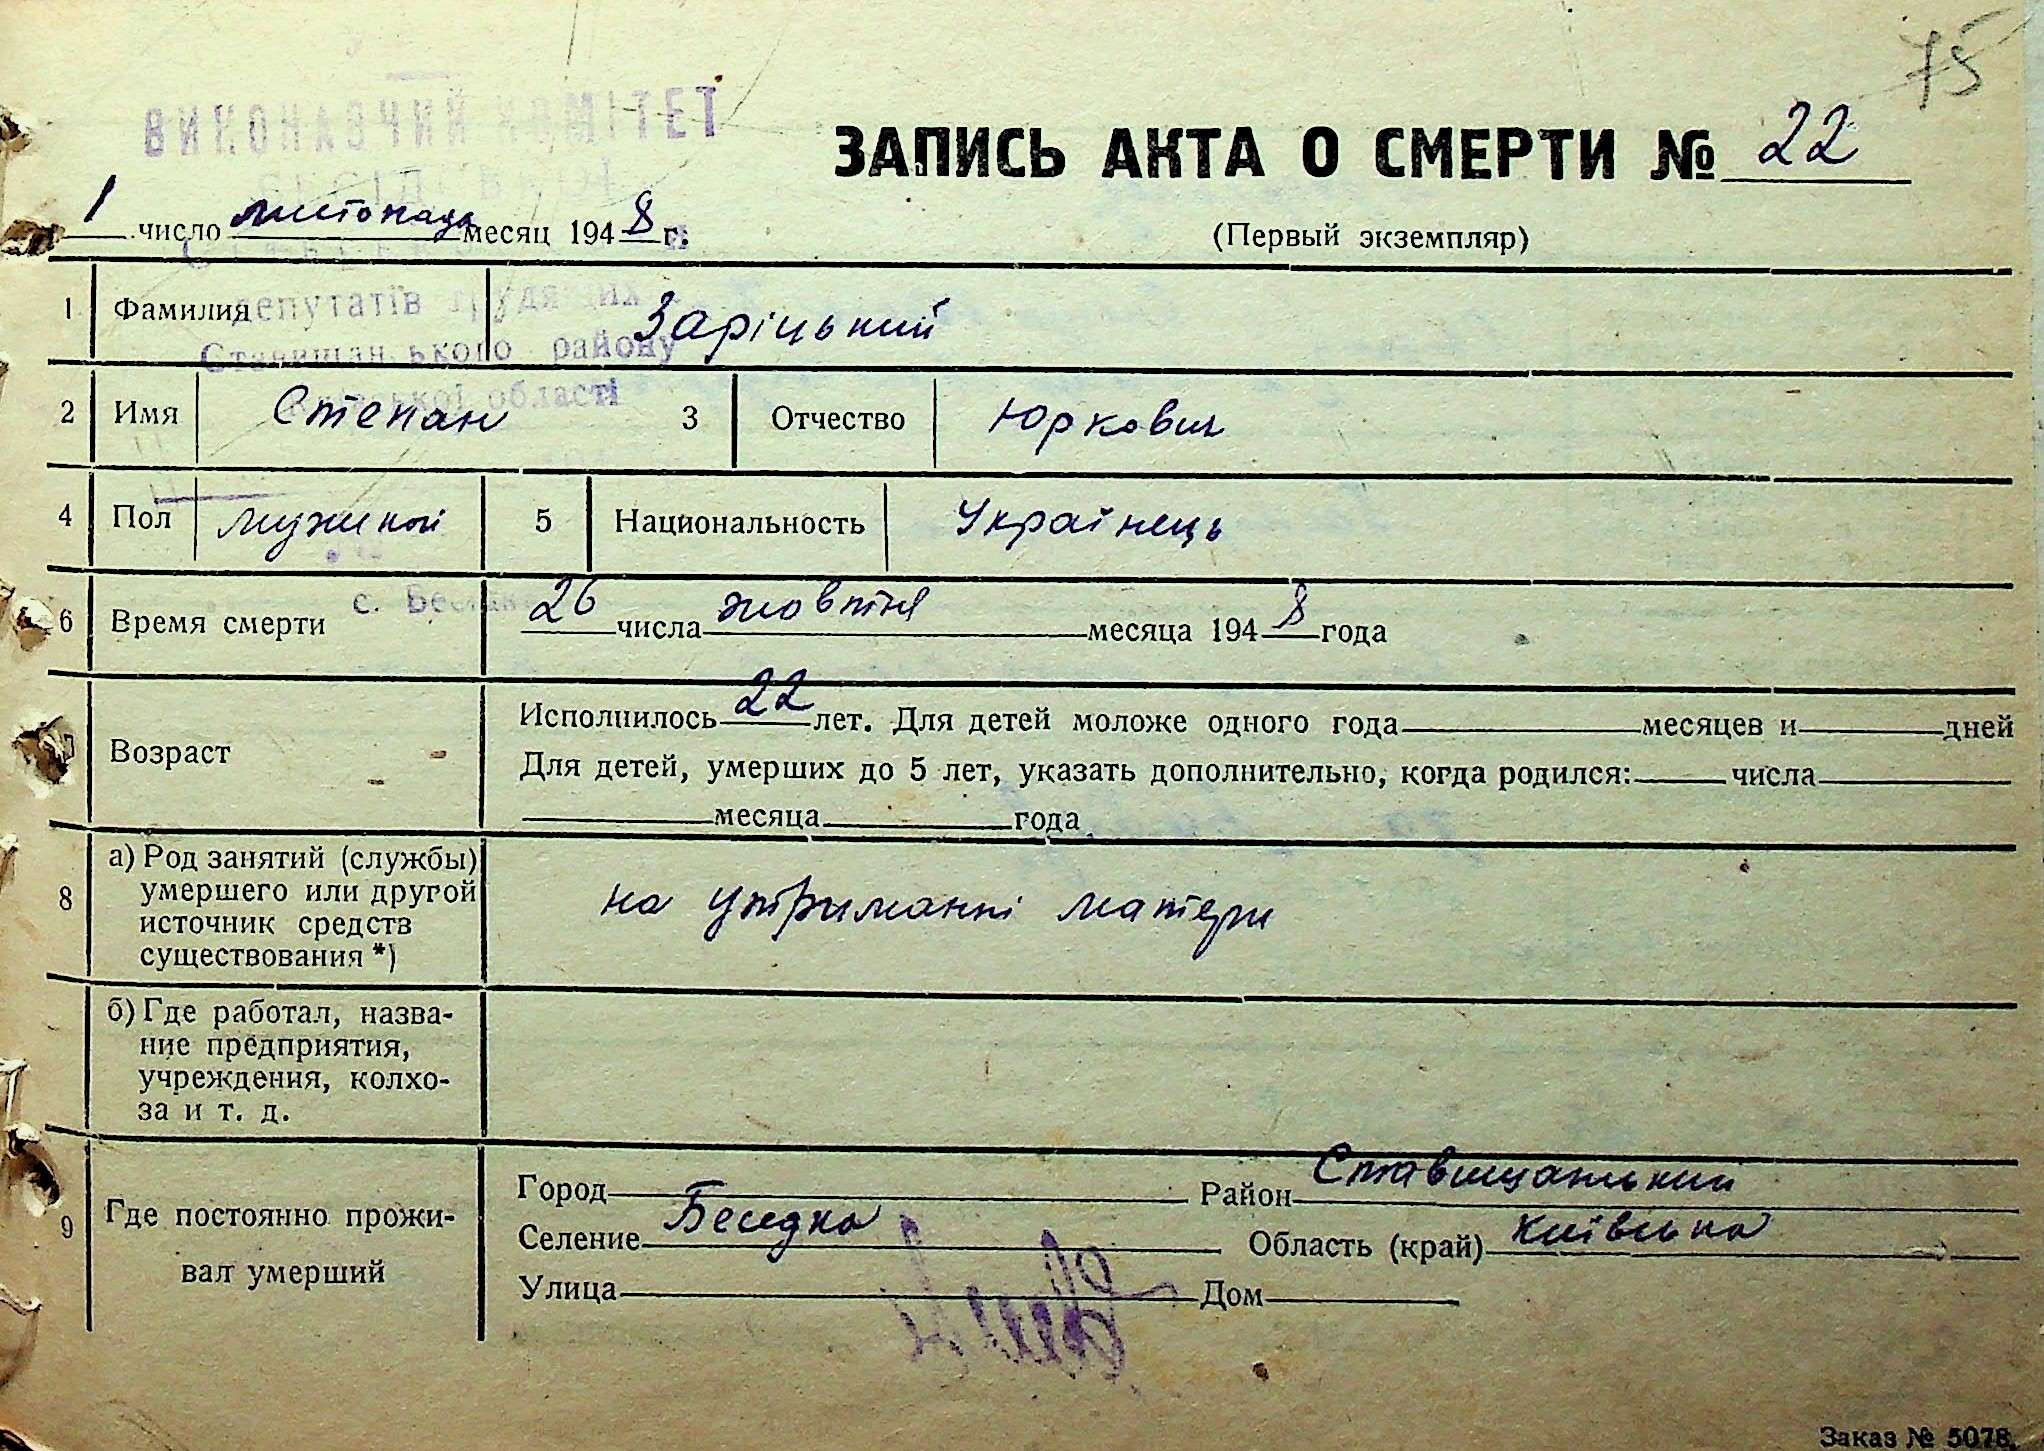 75
ВИКОНАВЧИЙ КОМІТЕТ
ЗАПИСЬ АКТА О СМЕРТИ № 22
1 число листопада месяц 1948 г.
(Первый экземпляр)
депутатів трудящих
Ставищанського району
Київської області
1 Фамилия Заріцький
2 Имя Степан 3 Отчество Юркович
4 Пол 5 Национальность Українець
с.
6 Время смерти 26 числа жовтня месяца 1948 года
Возраст
Исполнилось 22 лет. Для детей моложе одного года месяцев и дней
Для детей, умерших до 5 лет, указать дополнительно, когда родился: числа
месяца года
8 а) Род занятий (службы)
умершего или другой
источник средств
существования *)
на утриманні матери
б) Где работал, назва-
ние предприятия,
учреждения, колхо-
за и т. д.
9 Где постоянно прожи-
вал умерший
Город Район Ставищанський
Селение Беседка Область (край) Київська
Улица Дом
Заказ № 5078.